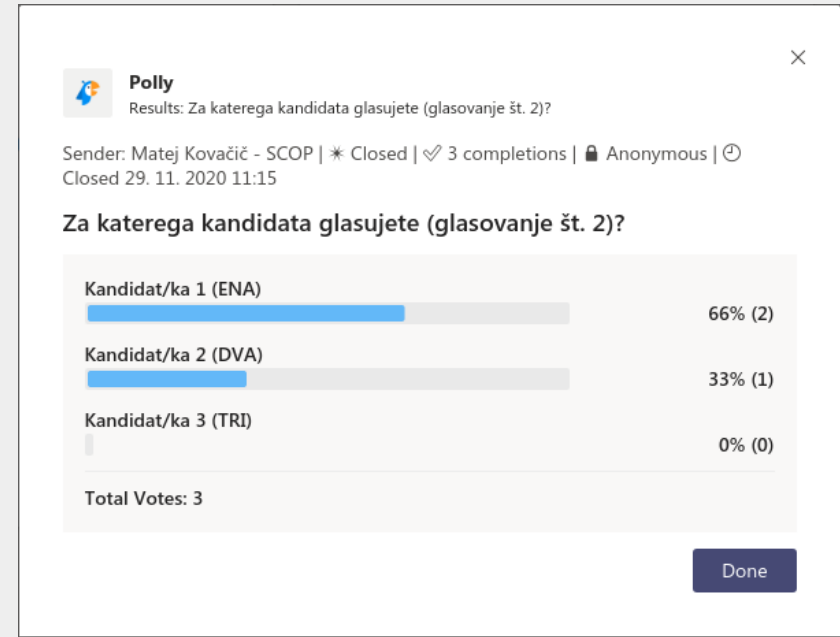 Polly
Results: Za katerega kandidata glasujete (glasovanje št. 2)?
Sender: Matej Kovačič - SCOP | ✴ Closed | ✓ 3 completions | 🔒 Anonymous | 🕘
Closed 29. 11. 2020 11:15
Za katerega kandidata glasujete (glasovanje št. 2)?
Kandidat/ka 1 (ENA)
66% (2)
Kandidat/ka 2 (DVA)
33% (1)
Kandidat/ka 3 (TRI)
0% (0)
Total Votes: 3
Done